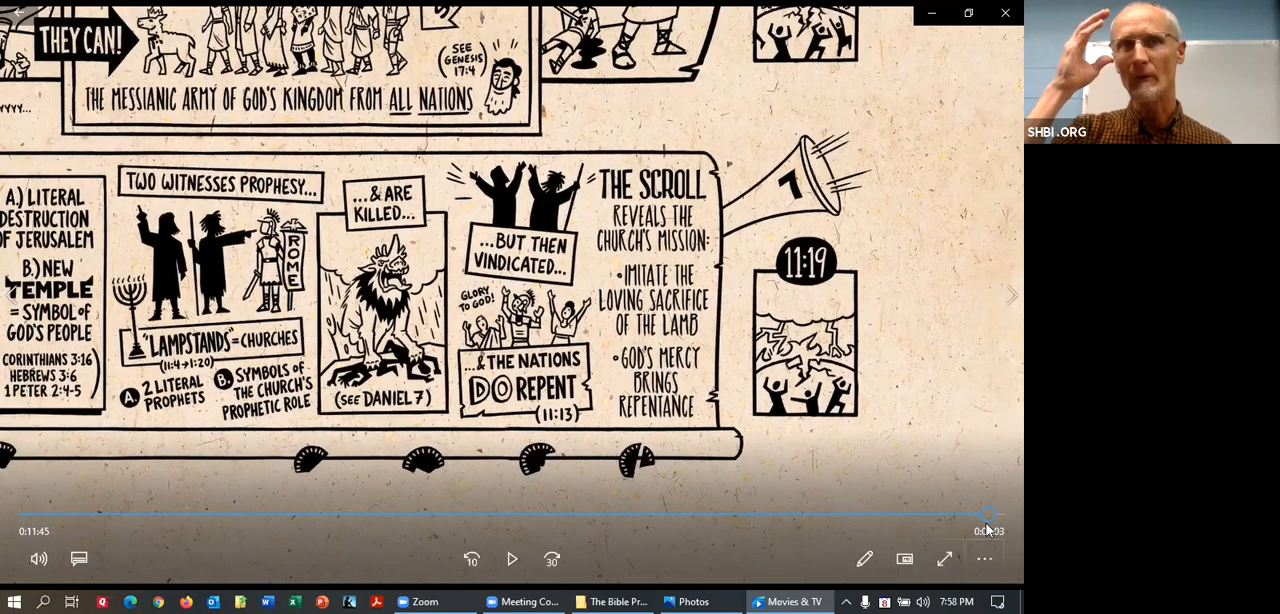 THEY CAN!
(SEE
GENESIS
17:4)
THE MESSIANIC ARMY OF GOD'S KINGDOM FROM ALL NATIONS
A.) LITERAL
DESTRUCTION
OF JERUSALEM
B.) NEW
TEMPLE
= SYMBOL of
GOD'S PEOPLE
CORINTHIANS 3:16
HEBREWS 3:6
1 PETER 2:4-5
TWO WITNESSES PROPHESY...
ROME
"LAMPSTANDS" = CHURCHES
(11:4→1:20)
A. 2 LITERAL
PROPHETS
B. SYMBOLS of
THE CHURCH'S
PROPHETIC ROLE
...& ARE
KILLED...
(SEE DANIEL 7)
...BUT THEN
VINDICATED...
GLORY
TO GOD!
...& THE NATIONS
DO REPENT
(11:13)
THE SCROLL
REVEALS THE
CHURCH'S MISSION:
•IMITATE THE
LOVING SACRIFICE
OF THE LAMB
•GOD'S MERCY
BRINGS
REPENTANCE
7
11:19
SHBI.ORG
0:11:45
10
30
Zoom
Meeting Co...
The Bible Pr...
Photos
Movies & TV
7:58 PM